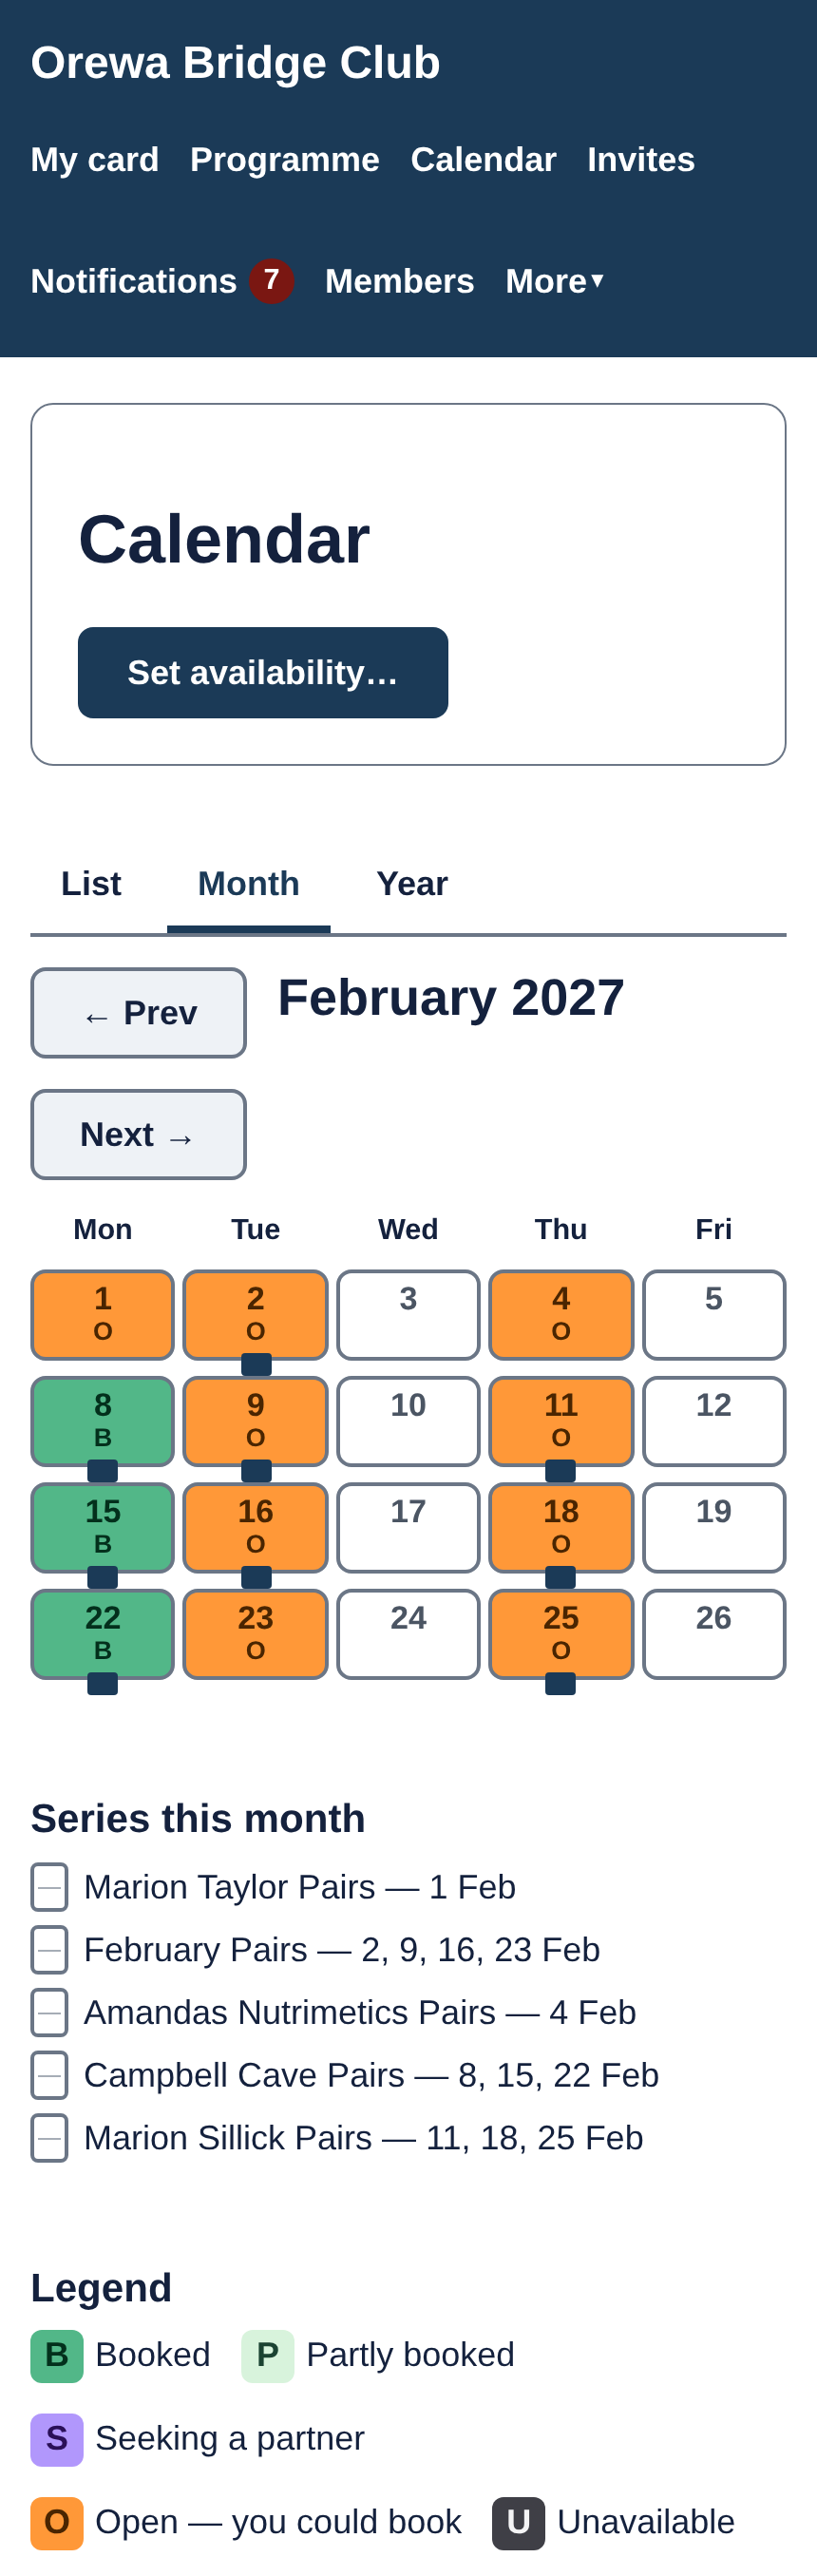 Orewa Bridge Club
My card Programme Calendar Invites
Notifications 7 Members More ▾
Calendar
Set availability…
List Month Year
← Prev February 2027
Next →
Mon Tue Wed Thu Fri
1 2 3 4 5
O O O
8 9 10 11 12
B O O
15 16 17 18 19
B O O
22 23 24 25 26
B O O
Series this month
Marion Taylor Pairs — 1 Feb
February Pairs — 2, 9, 16, 23 Feb
Amandas Nutrimetics Pairs — 4 Feb
Campbell Cave Pairs — 8, 15, 22 Feb
Marion Sillick Pairs — 11, 18, 25 Feb
Legend
B Booked P Partly booked
S Seeking a partner
O Open — you could book U Unavailable